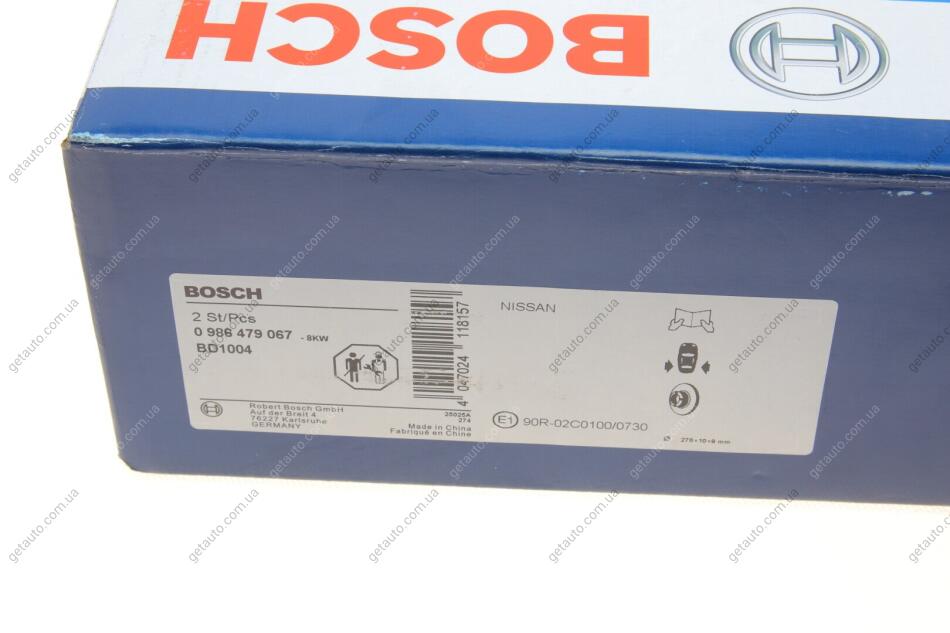 BOSCH
BOSCH
2 St/Pcs
0 986 479 067 - 8KW
BD1004
Robert Bosch GmbH
Auf der Breit 4
76227 Karlsruhe
GERMANY
25025A
274
Made in China
Fabriqué en Chine
4 047024 118157
NISSAN
E1 90R-02C0100/0730
getauto.com.ua